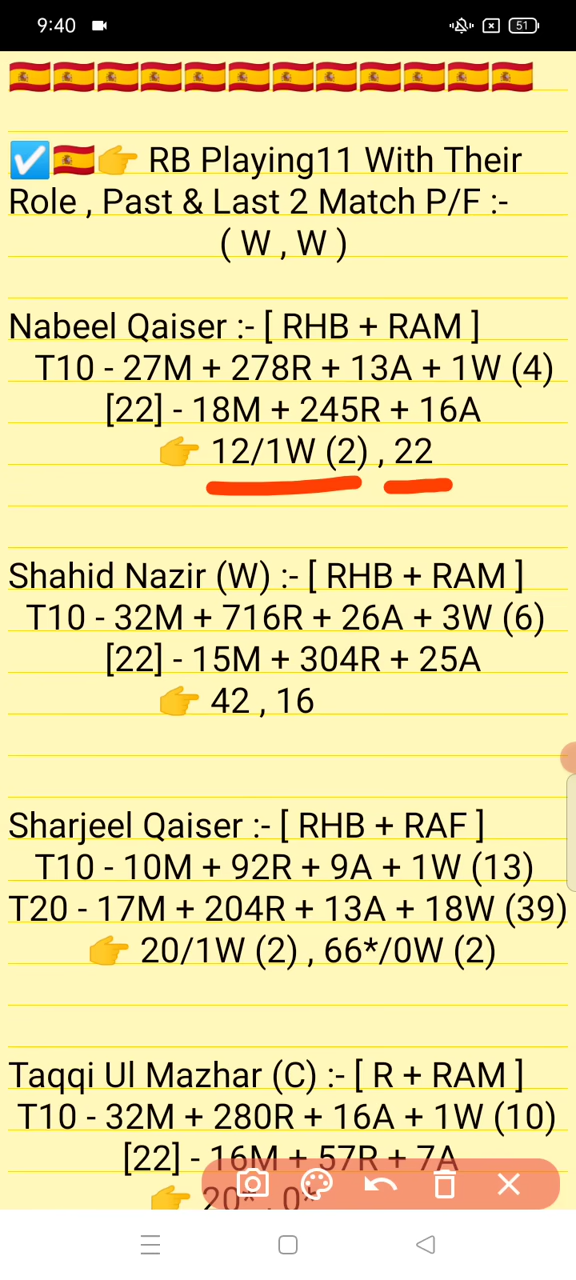 9:40
51
RB Playing11 With Their
Role , Past & Last 2 Match P/F :-
( W , W )
Nabeel Qaiser :- [ RHB + RAM ]
T10 - 27M + 278R + 13A + 1W (4)
[22] - 18M + 245R + 16A
12/1W (2) , 22
Shahid Nazir (W) :- [ RHB + RAM ]
T10 - 32M + 716R + 26A + 3W (6)
[22] - 15M + 304R + 25A
42 , 16
Sharjeel Qaiser :- [ RHB + RAF ]
T10 - 10M + 92R + 9A + 1W (13)
T20 - 17M + 204R + 13A + 18W (39)
20/1W (2) , 66*/0W (2)
Taqqi Ul Mazhar (C) :- [ R + RAM ]
T10 - 32M + 280R + 16A + 1W (10)
[22] - 16M + 57R + 7A
20* , 0*